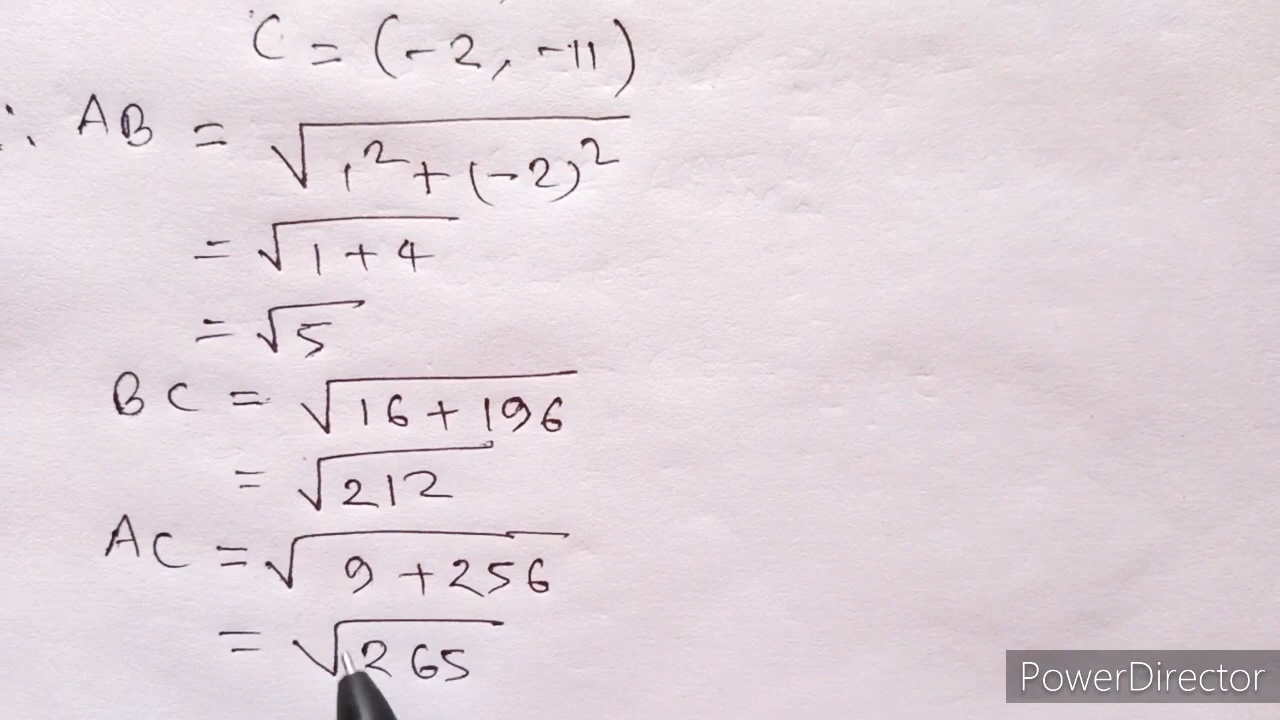 C = (-2, -11)
∴ AB = √(1² + (-2)²)
= √(1 + 4)
= √5
BC = √(16 + 196)
= √212
AC = √(9 + 256)
= √265
PowerDirector